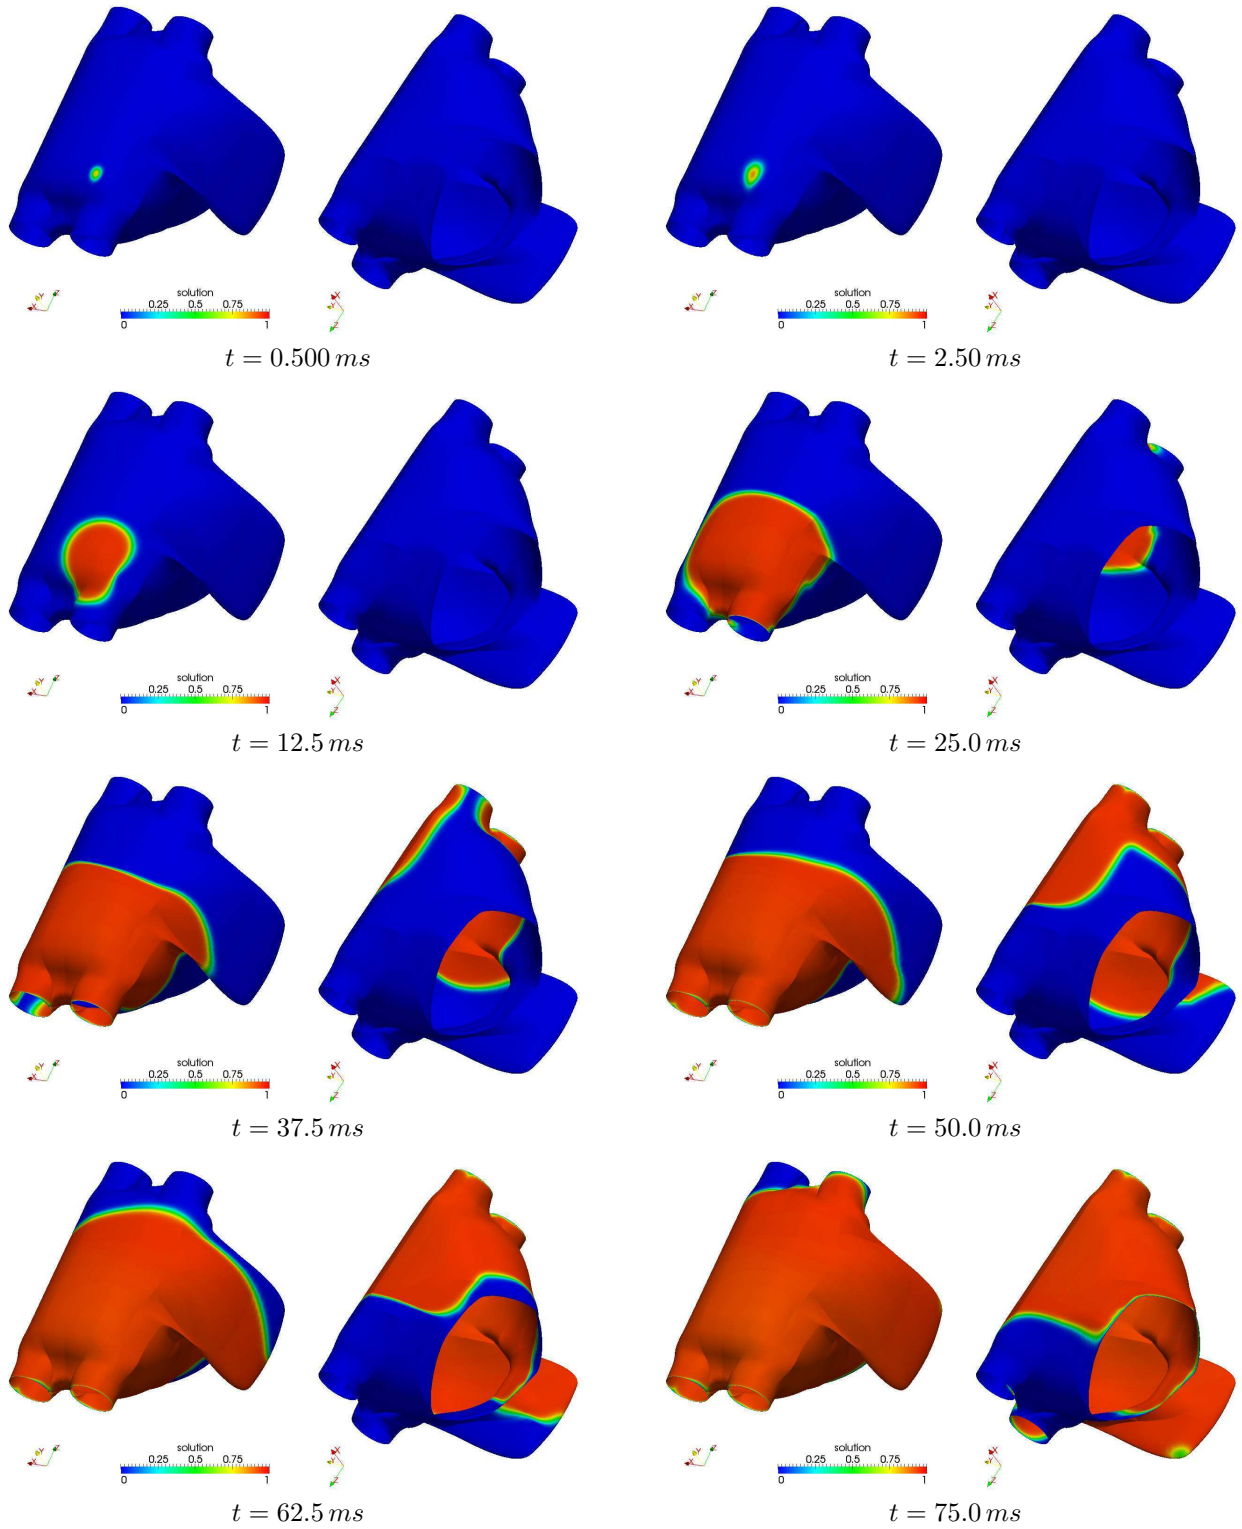 solution
0.25 0.5 0.75
0 1
X Y Z
X Y Z
t = 0.500 ms
solution
0.25 0.5 0.75
0 1
X Y Z
X Y Z
t = 2.50 ms
solution
0.25 0.5 0.75
0 1
X Y Z
X Y Z
t = 12.5 ms
solution
0.25 0.5 0.75
0 1
X Y Z
X Y Z
t = 25.0 ms
solution
0.25 0.5 0.75
0 1
X Y Z
X Y Z
t = 37.5 ms
solution
0.25 0.5 0.75
0 1
X Y Z
X Y Z
t = 50.0 ms
solution
0.25 0.5 0.75
0 1
X Y Z
X Y Z
t = 62.5 ms
solution
0.25 0.5 0.75
0 1
X Y Z
X Y Z
t = 75.0 ms